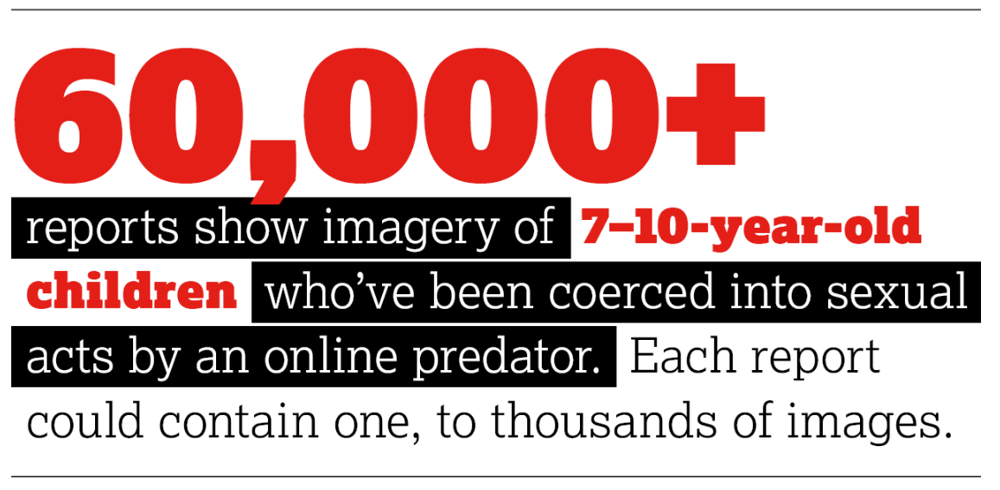 60,000+
reports show imagery of 7–10-year-old
children who’ve been coerced into sexual
acts by an online predator. Each report
could contain one, to thousands of images.